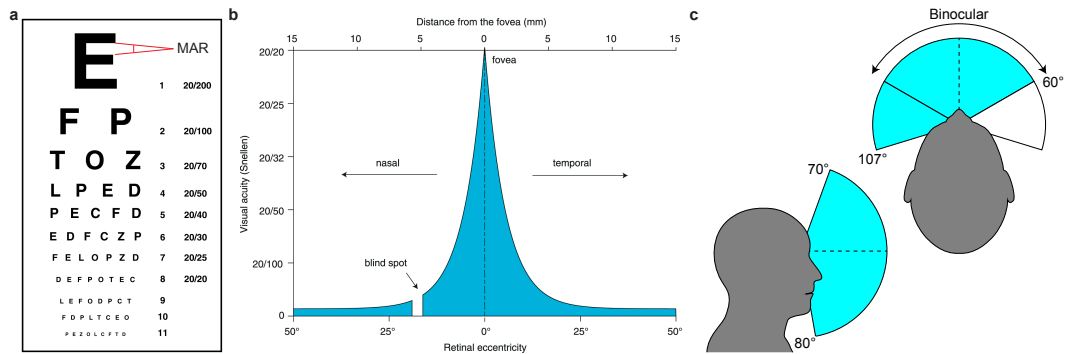 a
E
MAR
1 20/200
F P 2 20/100
T O Z 3 20/70
L P E D 4 20/50
P E C F D 5 20/40
E D F C Z P 6 20/30
F E L O P Z D 7 20/25
D E F P O T E C 8 20/20
L E F O D P C T 9
F D P L T C E O 10
P E Z O L C F T D 11
b
Distance from the fovea (mm)
15 10 5 0 5 10 15
20/20
fovea
20/25
20/32
nasal
temporal
20/50
20/100
blind spot
0
Visual acuity (Snellen)
50° 25° 0° 25° 50°
Retinal eccentricity
c
Binocular
60°
107°
70°
80°